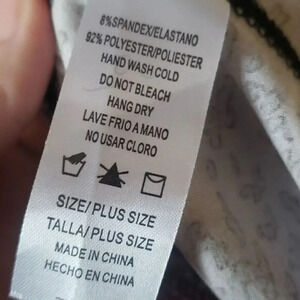 8%SPANDEX/ELASTANO
92% POLYESTER/POLIESTER
HAND WASH COLD
DO NOT BLEACH
HANG DRY
LAVE FRIO A MANO
NO USAR CLORO
SIZE/PLUS SIZE
TALLA/ PLUS SIZE
MADE IN CHINA
HECHO EN CHINA